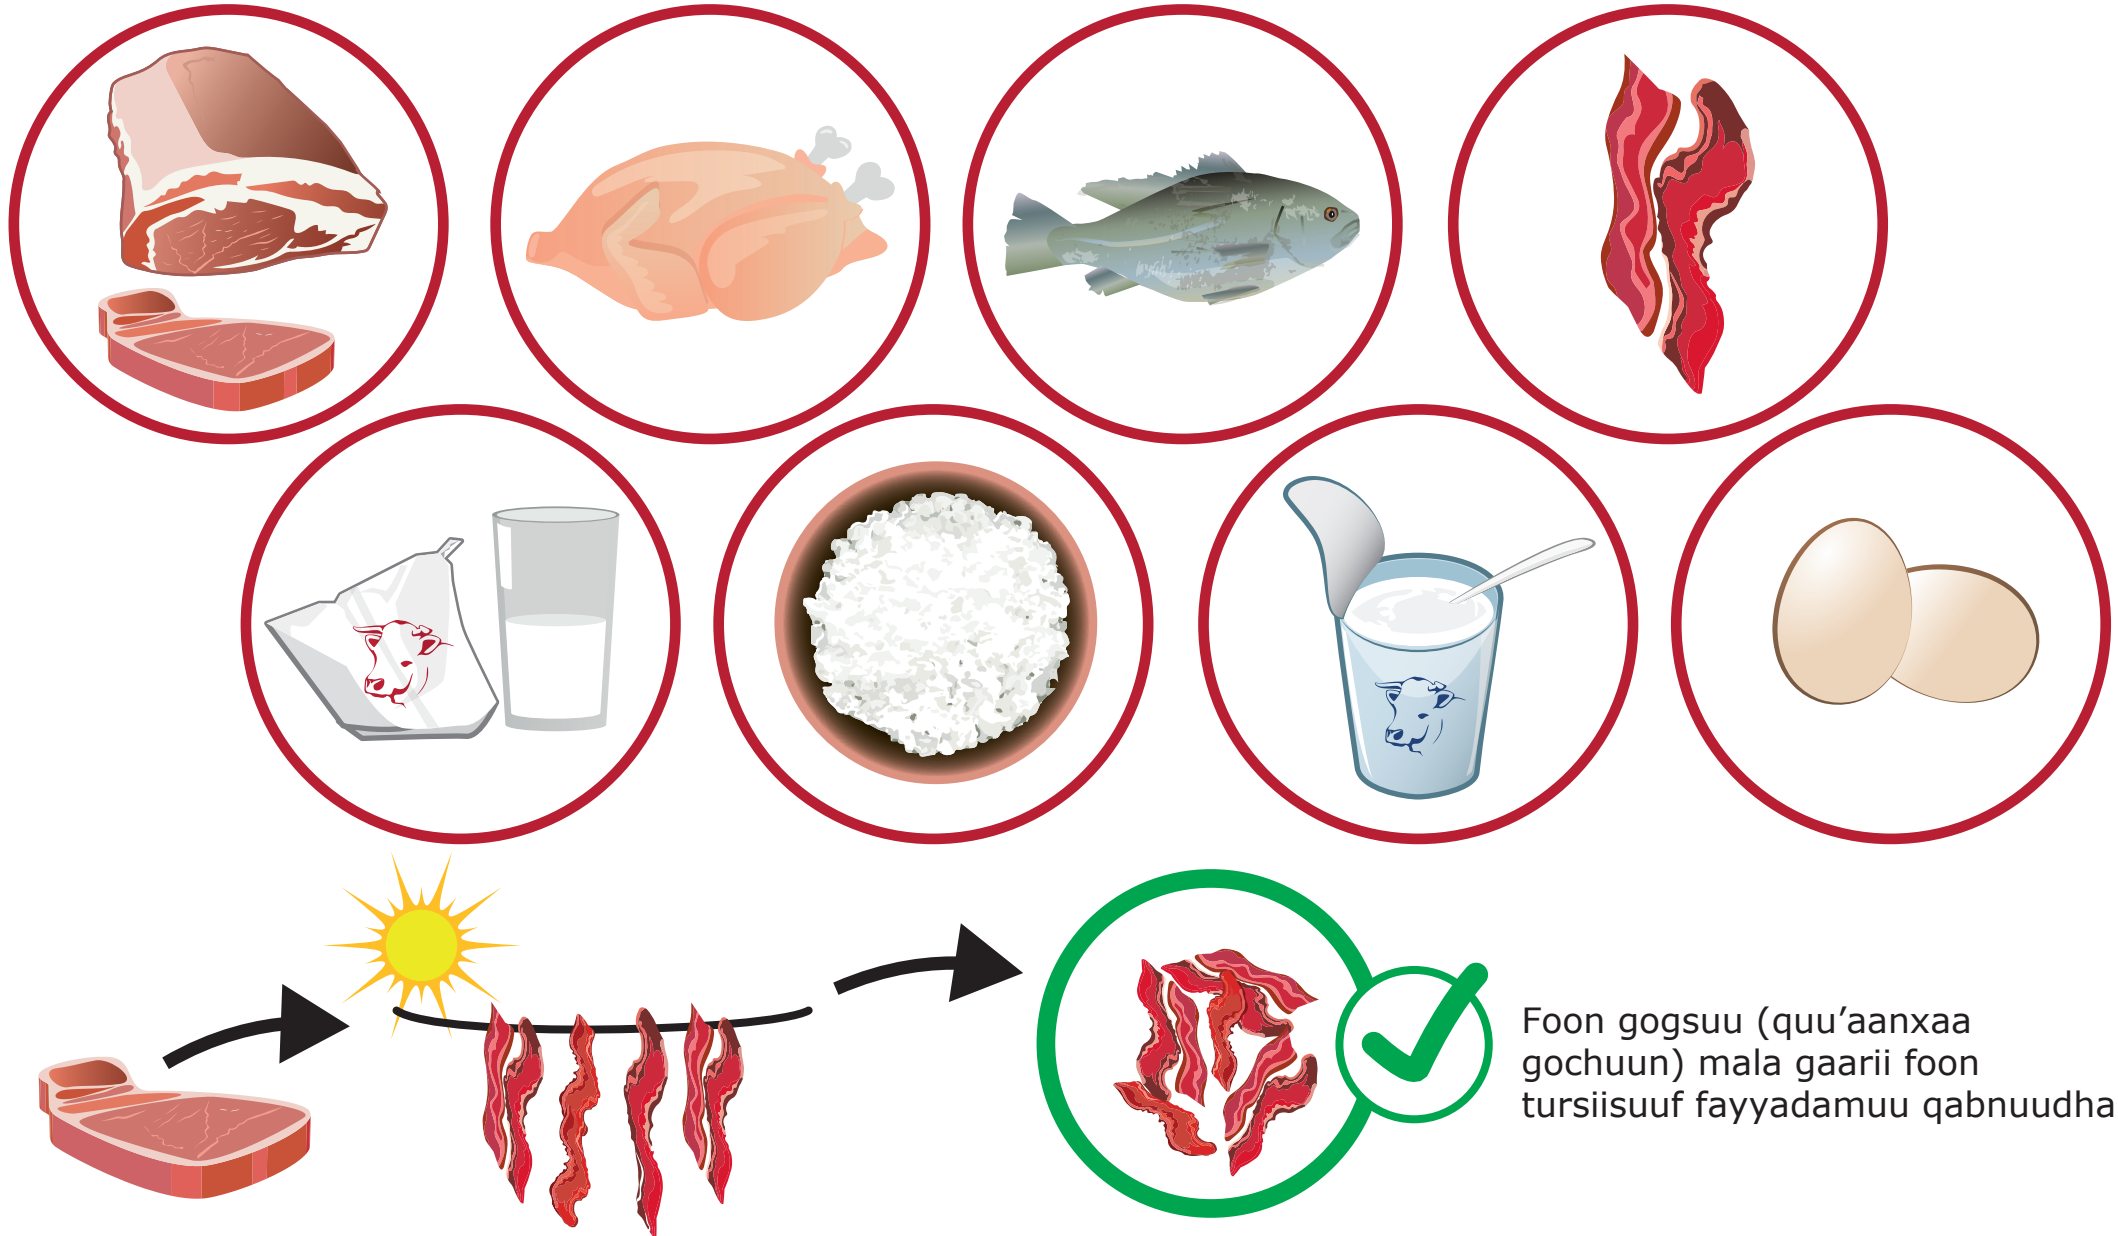 Foon gogsuu (quu’aanxaa
gochuun) mala gaarii foon
tursiisuuf fayyadamuu qabnuudha